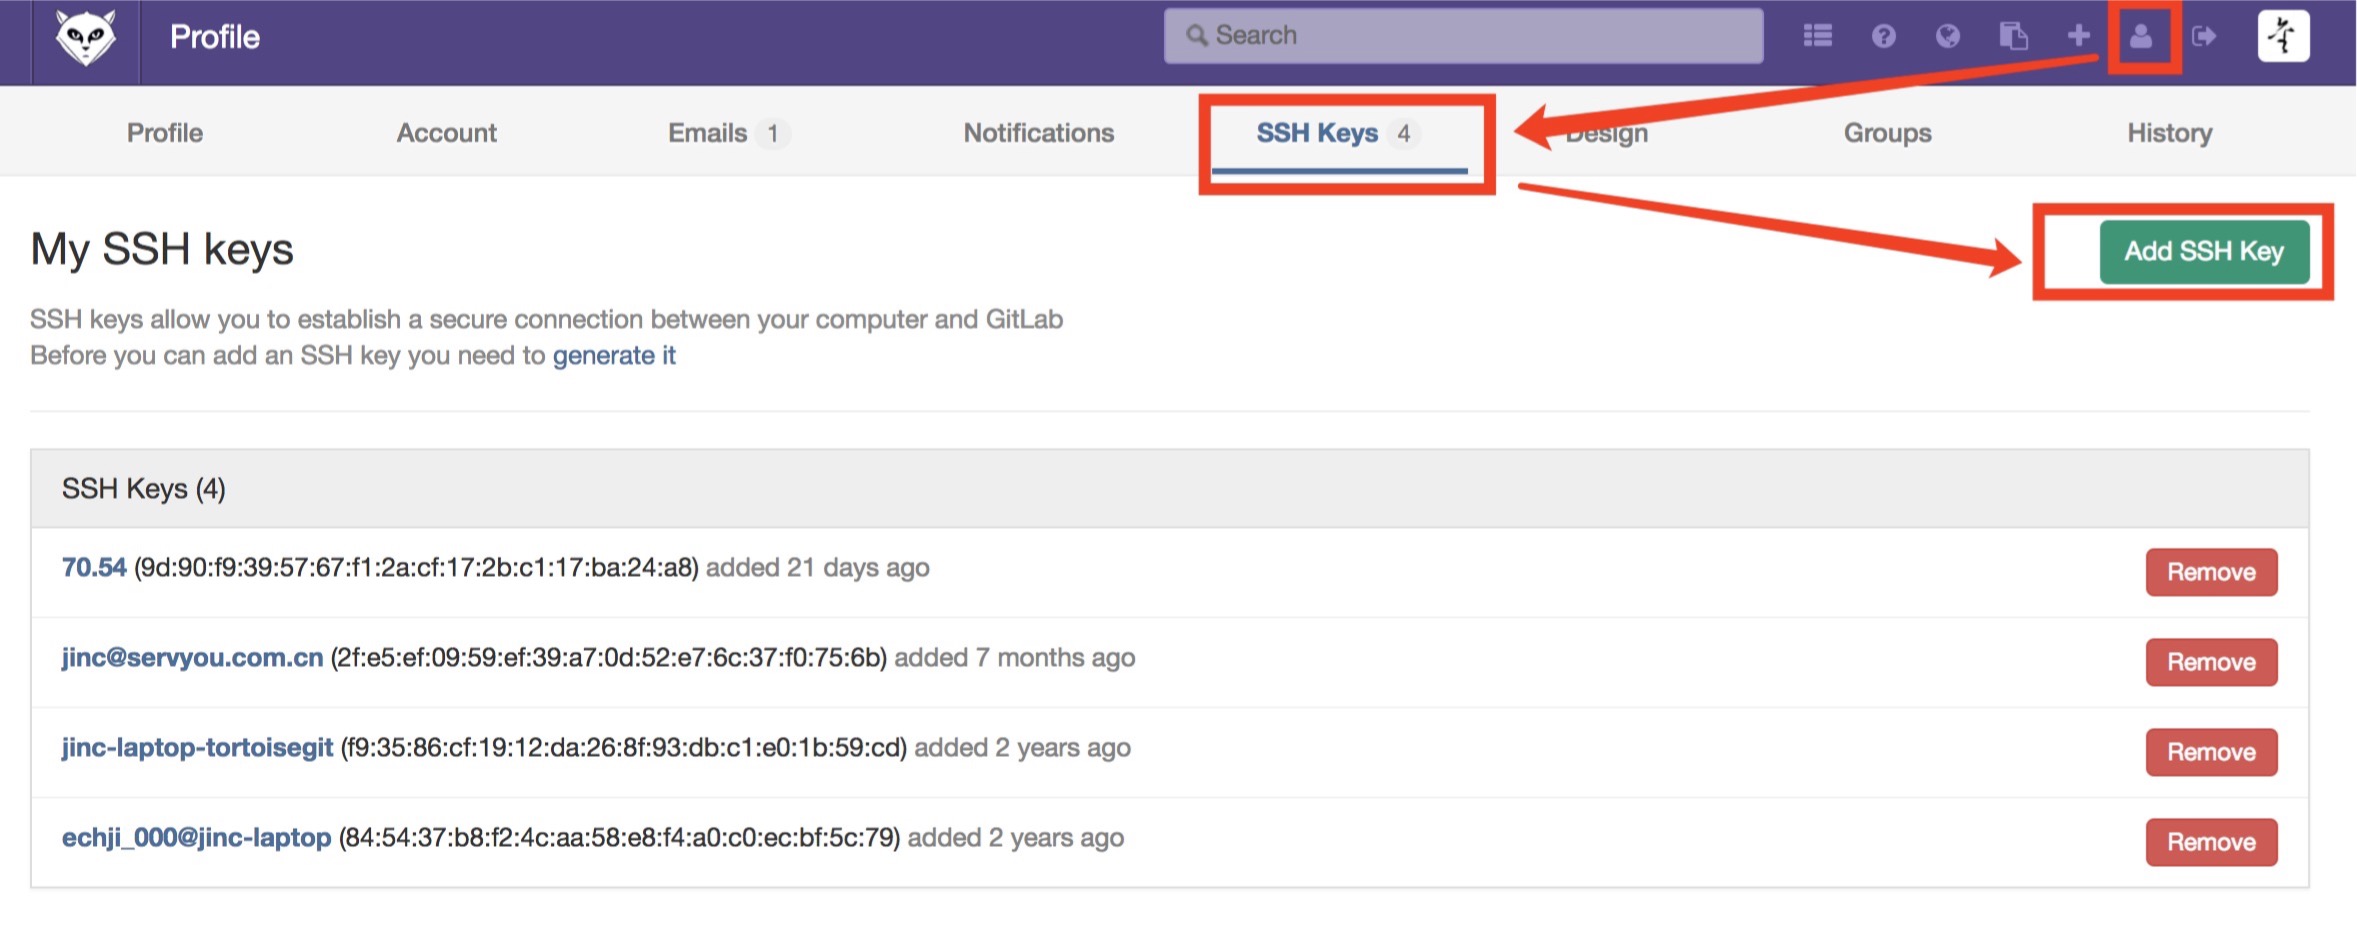 Profile
Search
Profile
Account
Emails 1
Notifications
SSH Keys 4
Design
Groups
History
My SSH keys
Add SSH Key
SSH keys allow you to establish a secure connection between your computer and GitLab
Before you can add an SSH key you need to generate it
SSH Keys (4)
70.54 (9d:90:f9:39:57:67:f1:2a:cf:17:2b:c1:17:ba:24:a8) added 21 days ago
Remove
jinc@servyou.com.cn (2f:e5:ef:09:59:ef:39:a7:0d:52:e7:6c:37:f0:75:6b) added 7 months ago
Remove
jinc-laptop-tortoisegit (f9:35:86:cf:19:12:da:26:8f:93:db:c1:e0:1b:59:cd) added 2 years ago
Remove
echji_000@jinc-laptop (84:54:37:b8:f2:4c:aa:58:e8:f4:a0:c0:ec:bf:5c:79) added 2 years ago
Remove